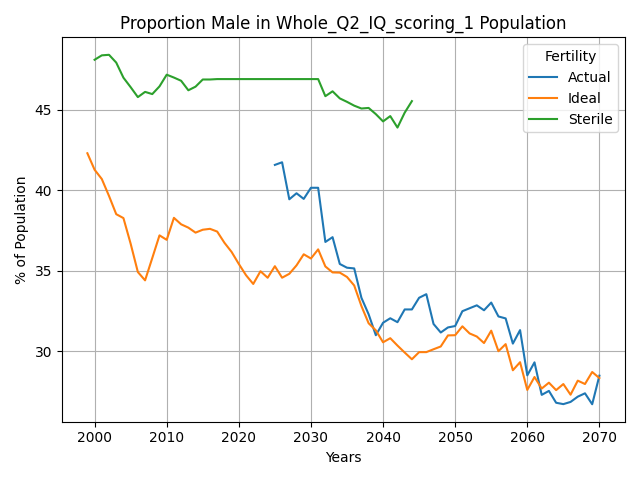 Proportion Male in Whole_Q2_IQ_scoring_1 Population
Fertility
Actual
Ideal
Sterile
% of Population
45
40
35
30
2000 2010 2020 2030 2040 2050 2060 2070
Years